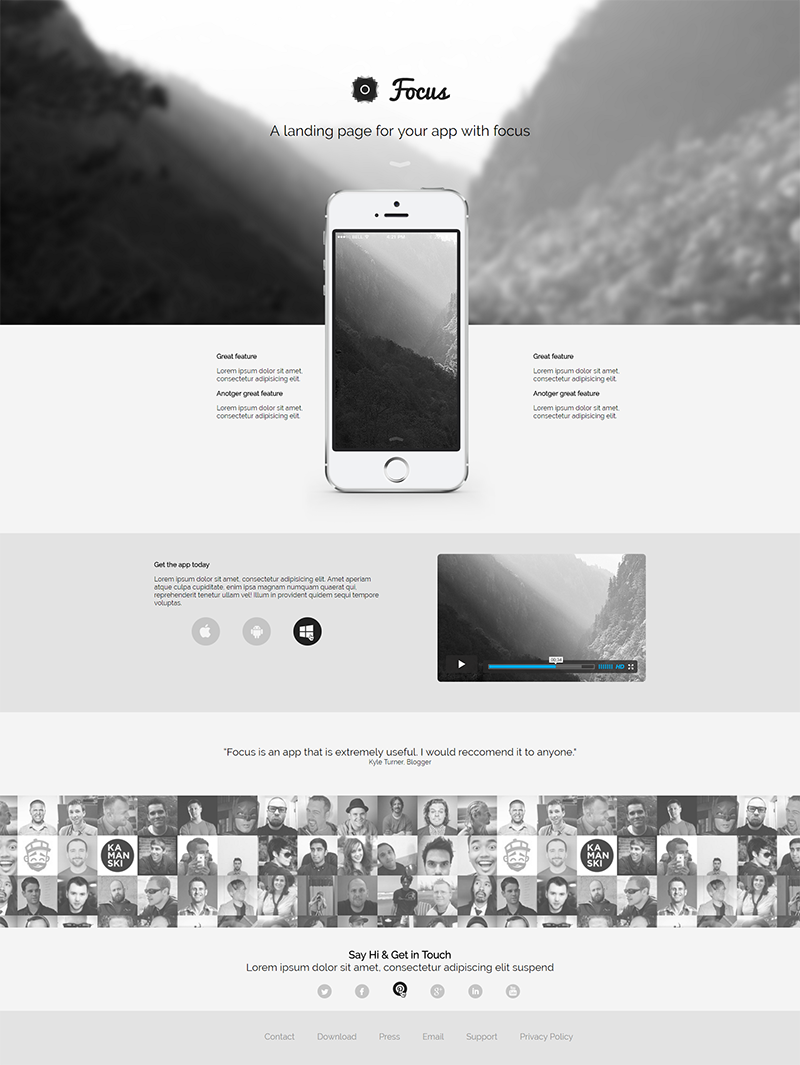 Focus
A landing page for your app with focus
Great feature
Lorem ipsum dolor sit amet,
consectetur adipisicing elit.
Anotger great feature
Lorem ipsum dolor sit amet,
consectetur adipisicing elit.
Great feature
Lorem ipsum dolor sit amet,
consectetur adipisicing elit.
Anotger great feature
Lorem ipsum dolor sit amet,
consectetur adipisicing elit.
Get the app today
Lorem ipsum dolor sit amet, consectetur adipisicing elit. Amet aperiam
atque culpa cupiditate, enim ipsa magnam numquam quaerat qui,
reprehenderit tenetur ullam vel! Illum in provident quidem sequi tempore
voluptas.
HD
"Focus is an app that is extremely useful. I would reccomend it to anyone."
Kyle Turner, Blogger
KA
MAN
SKI
KA
MAN
SKI
Say Hi & Get in Touch
Lorem ipsum dolor sit amet, consectetur adipiscing elit suspend
Contact Download Press Email Support Privacy Policy